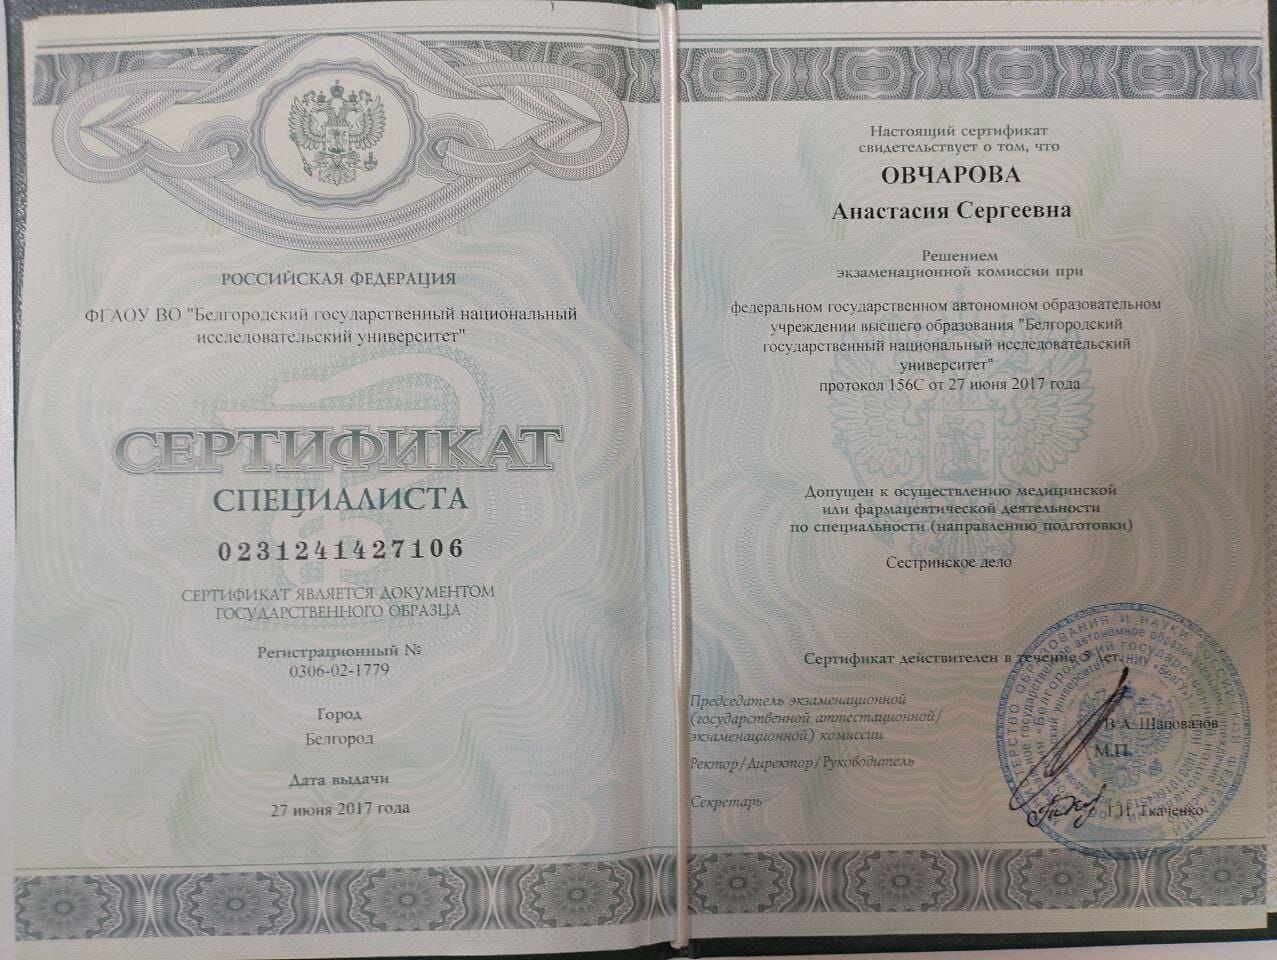 РОССИЙСКАЯ ФЕДЕРАЦИЯ
ФГАОУ ВО "Белгородский государственный национальный
исследовательский университет"
СЕРТИФИКАТ
СПЕЦИАЛИСТА
0231241427106
СЕРТИФИКАТ ЯВЛЯЕТСЯ ДОКУМЕНТОМ
ГОСУДАРСТВЕННОГО ОБРАЗЦА
Регистрационный №
0306-02-1779
Город
Белгород
Дата выдачи
27 июня 2017 года
Настоящий сертификат
свидетельствует о том, что
ОВЧАРОВА
Анастасия Сергеевна
Решением
экзаменационной комиссии при
федеральном государственном автономном образовательном
учреждении высшего образования "Белгородский
государственный национальный исследовательский
университет"
протокол 156С от 27 июня 2017 года
Допущен к осуществлению медицинской
или фармацевтической деятельности
по специальности (направлению подготовки)
Сестринское дело
Сертификат действителен в течение 5 лет.
Председатель экзаменационной
(государственной аттестационной/
экзаменационной) комиссии
В.А. Шаповалов
М.П.
Ректор/Директор/Руководитель
Секретарь
Т.И. Ткаченко